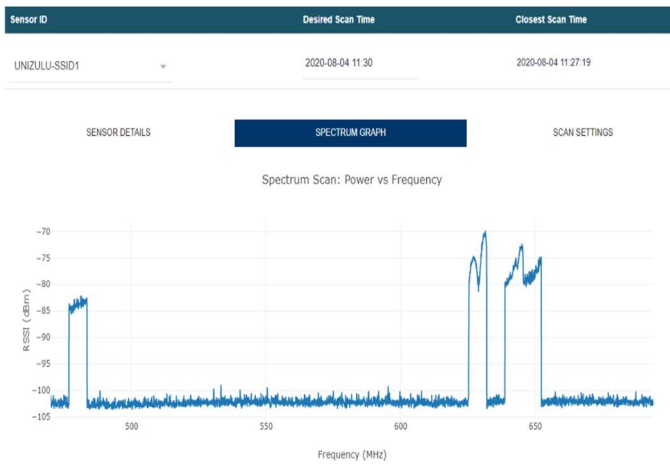 Sensor ID Desired Scan Time Closest Scan Time
UNIZULU-SSID1 2020-08-04 11:30 2020-08-04 11:27:19
SENSOR DETAILS SPECTRUM GRAPH SCAN SETTINGS
Spectrum Scan: Power vs Frequency
−70
−75
−80
−85
−90
−95
−100
−105
RSSI (dBm)
500 550 600 650
Frequency (MHz)